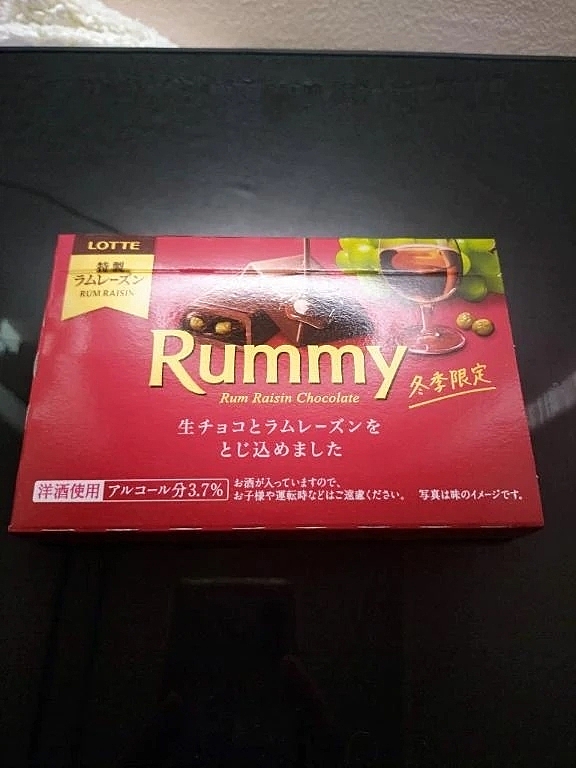 LOTTE
特製
ラムレーズン
RUM RAISIN
Rummy
Rum Raisin Chocolate
冬季限定
生チョコとラムレーズンを
とじ込めました
洋酒使用 アルコール分3.7%
お酒が入っていますので、
お子様や運転時などはご遠慮ください。 写真は味のイメージです。